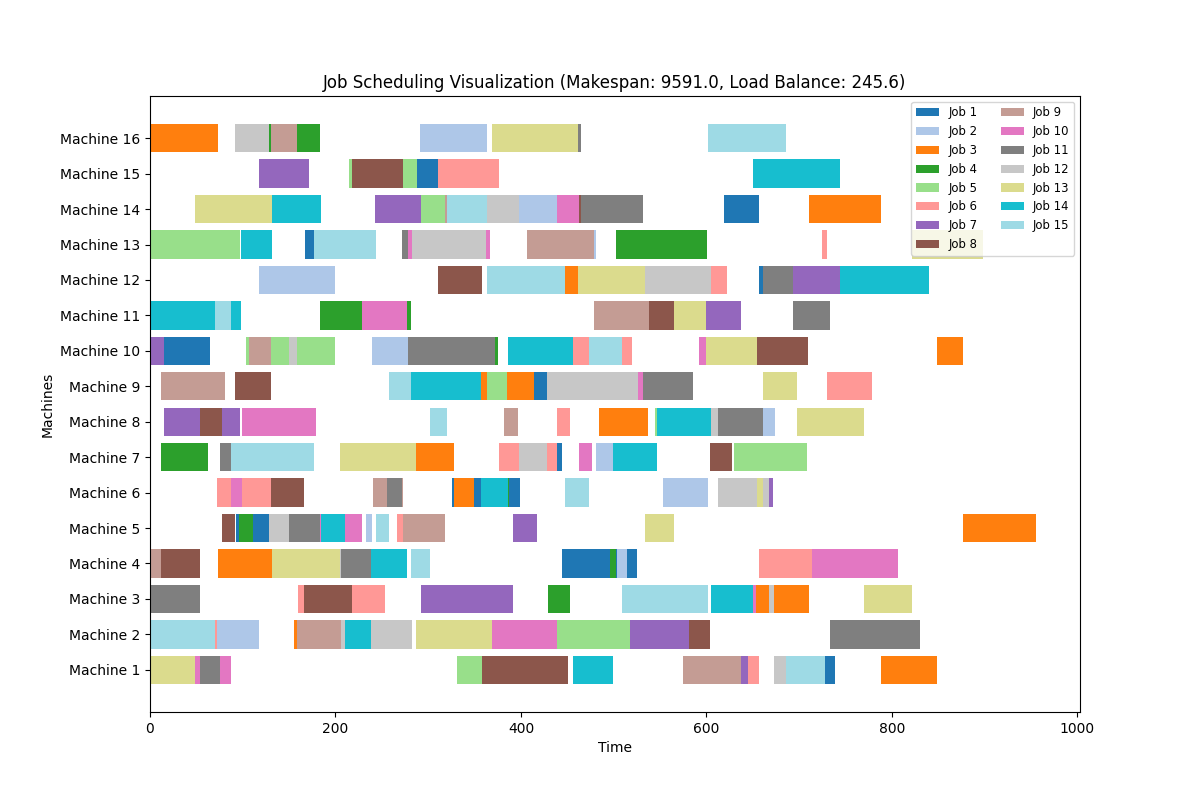 Job Scheduling Visualization (Makespan: 9591.0, Load Balance: 245.6)
Job 1
Job 2
Job 3
Job 4
Job 5
Job 6
Job 7
Job 8
Job 9
Job 10
Job 11
Job 12
Job 13
Job 14
Job 15
Machines
Machine 16
Machine 15
Machine 14
Machine 13
Machine 12
Machine 11
Machine 10
Machine 9
Machine 8
Machine 7
Machine 6
Machine 5
Machine 4
Machine 3
Machine 2
Machine 1
0 200 400 600 800 1000
Time